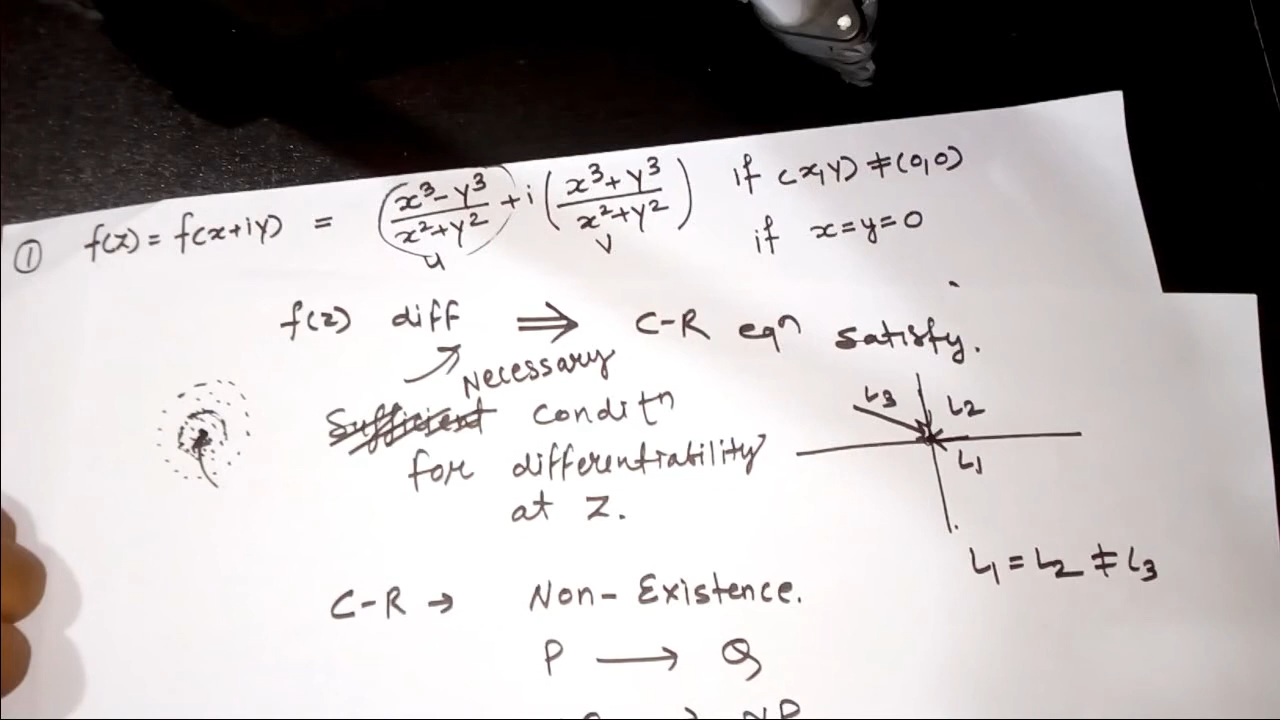 ① f(z) = f(x+iy) = (x³-y³/x²+y²) + i (x³+y³/x²+y²) if (x,y) ≠ (0,0)
u v if x=y=0
f(z) diff ⇒ C-R eqn satisfy.
Necessary
Sufficient conditn
for differentiability
at z.
L3 L2
L1
L1 = L2 ≠ L3
C-R → Non-Existence.
P → Q